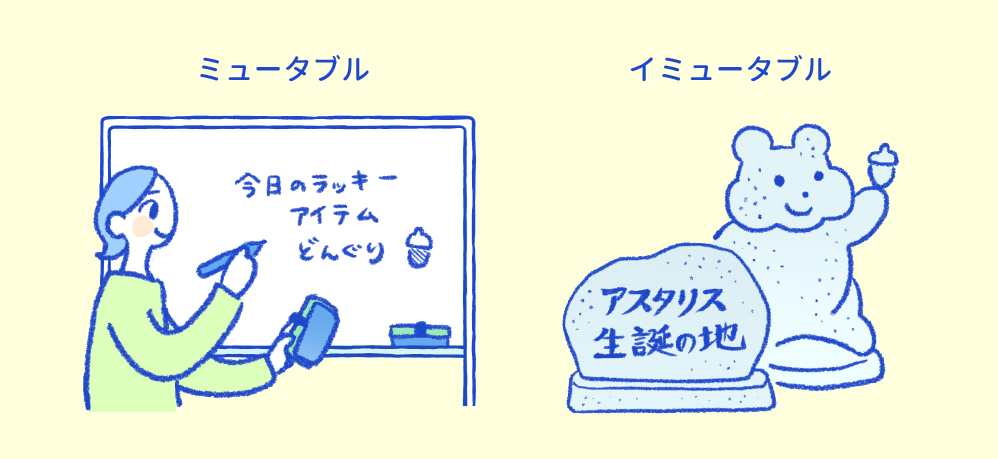 ミュータブル
今日のラッキー
アイテム
どんぐり
イミュータブル
アスタリス
生誕の地